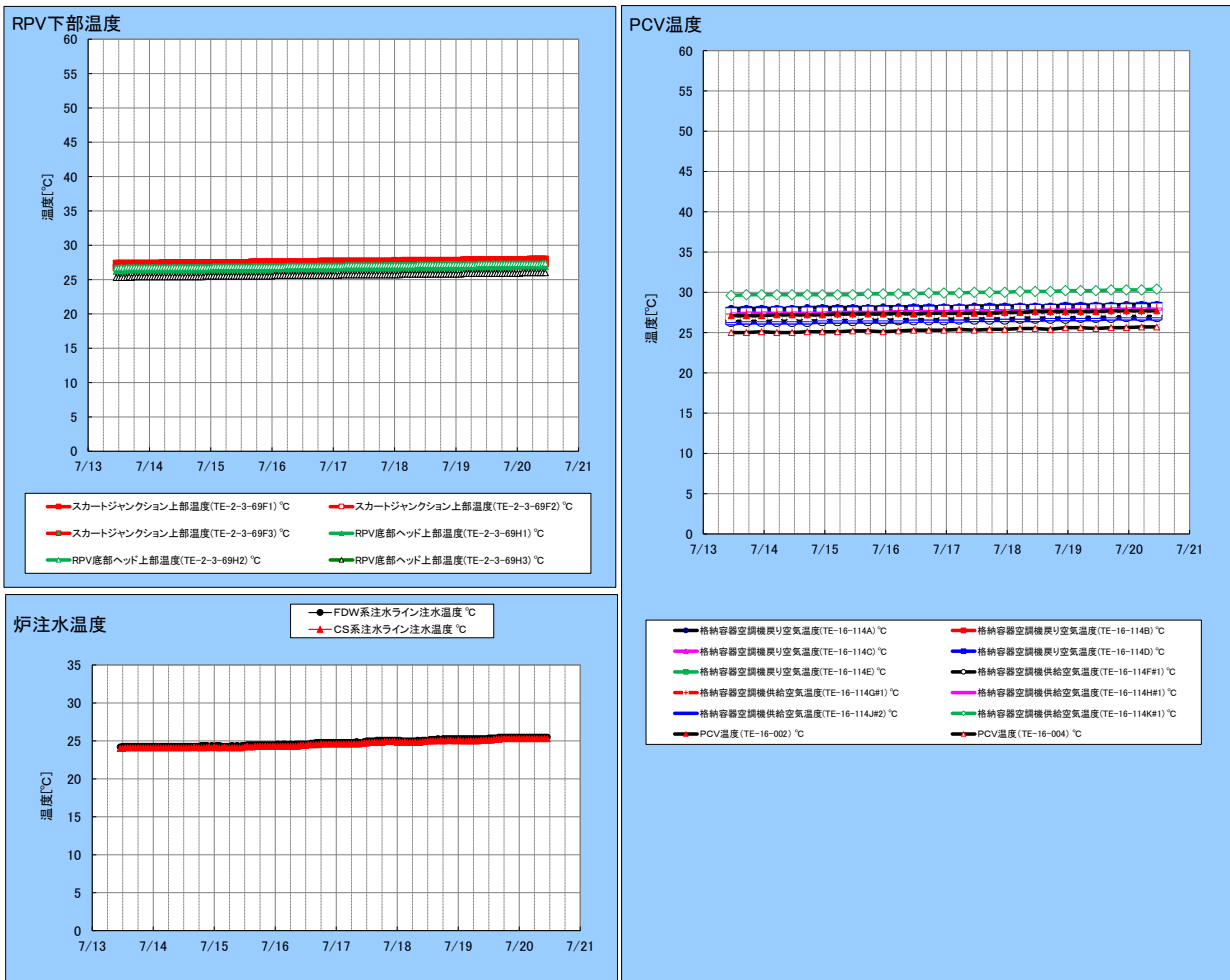 RPV下部温度
60
55
50
45
40
35
30
25
20
15
10
5
0
温度[℃]
7/13 7/14 7/15 7/16 7/17 7/18 7/19 7/20 7/21
スカートジャンクション上部温度(TE-2-3-69F1) ℃ スカートジャンクション上部温度(TE-2-3-69F2) ℃
スカートジャンクション上部温度(TE-2-3-69F3) ℃ RPV底部ヘッド上部温度(TE-2-3-69H1) ℃
RPV底部ヘッド上部温度(TE-2-3-69H2) ℃ RPV底部ヘッド上部温度(TE-2-3-69H3) ℃
炉注水温度
FDW系注水ライン注水温度 ℃
CS系注水ライン注水温度 ℃
35
30
25
20
15
10
5
0
温度[℃]
7/13 7/14 7/15 7/16 7/17 7/18 7/19 7/20 7/21
PCV温度
60
55
50
45
40
35
30
25
20
15
10
5
0
温度[℃]
7/13 7/14 7/15 7/16 7/17 7/18 7/19 7/20 7/21
格納容器空調機戻り空気温度(TE-16-114A) ℃ 格納容器空調機戻り空気温度(TE-16-114B) ℃
格納容器空調機戻り空気温度(TE-16-114C) ℃ 格納容器空調機戻り空気温度(TE-16-114D) ℃
格納容器空調機戻り空気温度(TE-16-114E) ℃ 格納容器空調機供給空気温度(TE-16-114F#1) ℃
格納容器空調機供給空気温度(TE-16-114G#1) ℃ 格納容器空調機供給空気温度(TE-16-114H#1) ℃
格納容器空調機供給空気温度(TE-16-114J#2) ℃ 格納容器空調機供給空気温度(TE-16-114K#1) ℃
PCV温度(TE-16-002) ℃ PCV温度(TE-16-004) ℃